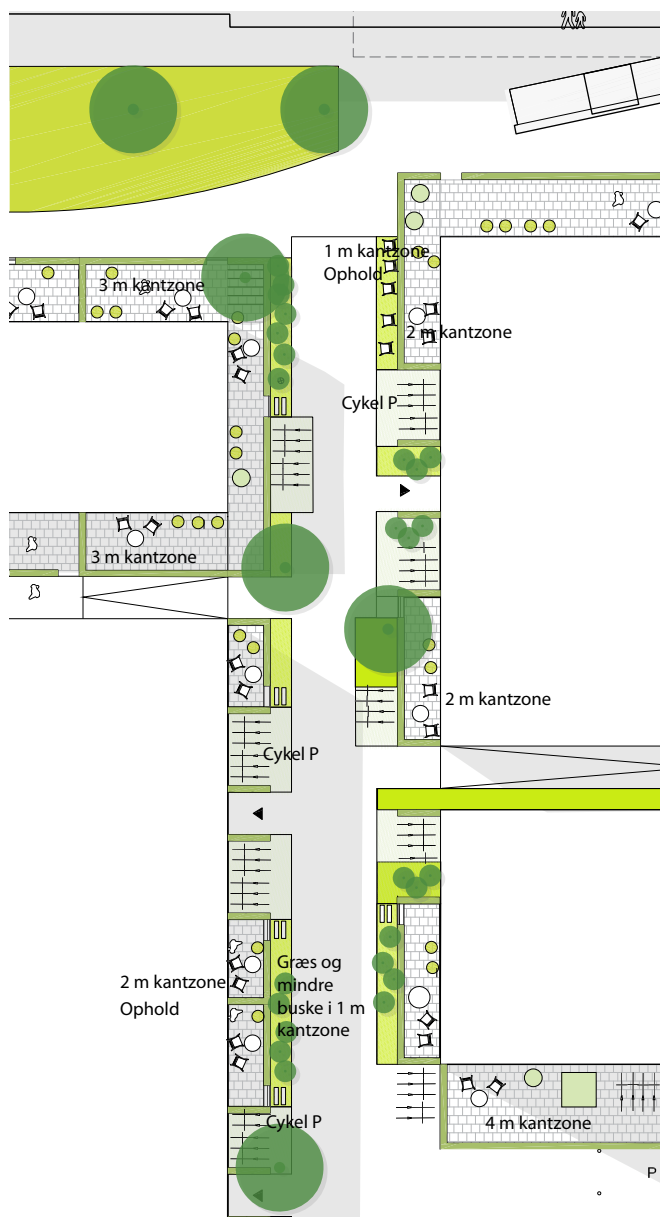 1 m kantzone
Ophold
3 m kantzone
2 m kantzone
Cykel P
3 m kantzone
2 m kantzone
Cykel P
Græs og
mindre
buske i 1 m
kantzone
2 m kantzone
Ophold
Cykel P
4 m kantzone
P